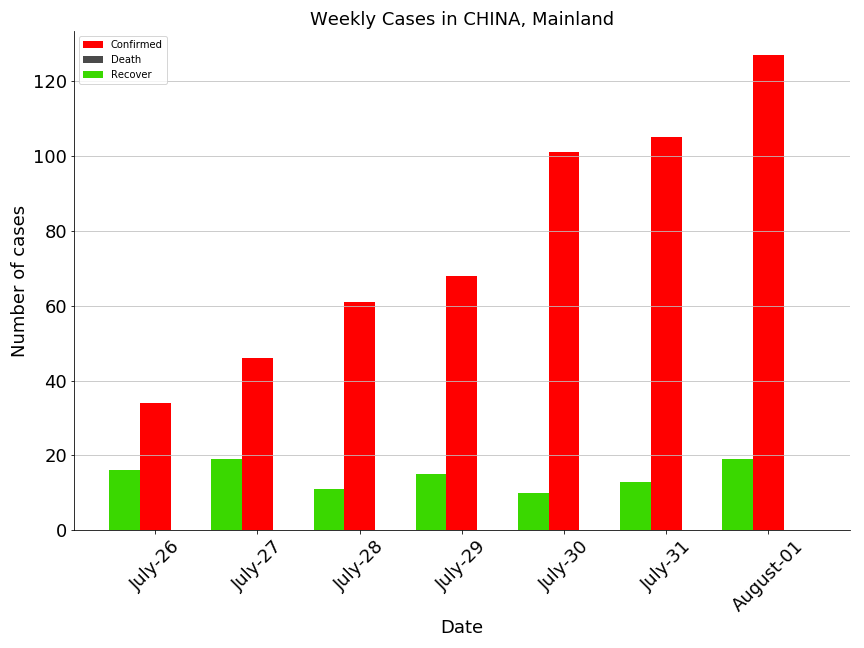 Weekly Cases in CHINA, Mainland
Confirmed
Death
Recover
Number of cases
120
100
80
60
40
20
0
July-26
July-27
July-28
July-29
July-30
July-31
August-01
Date